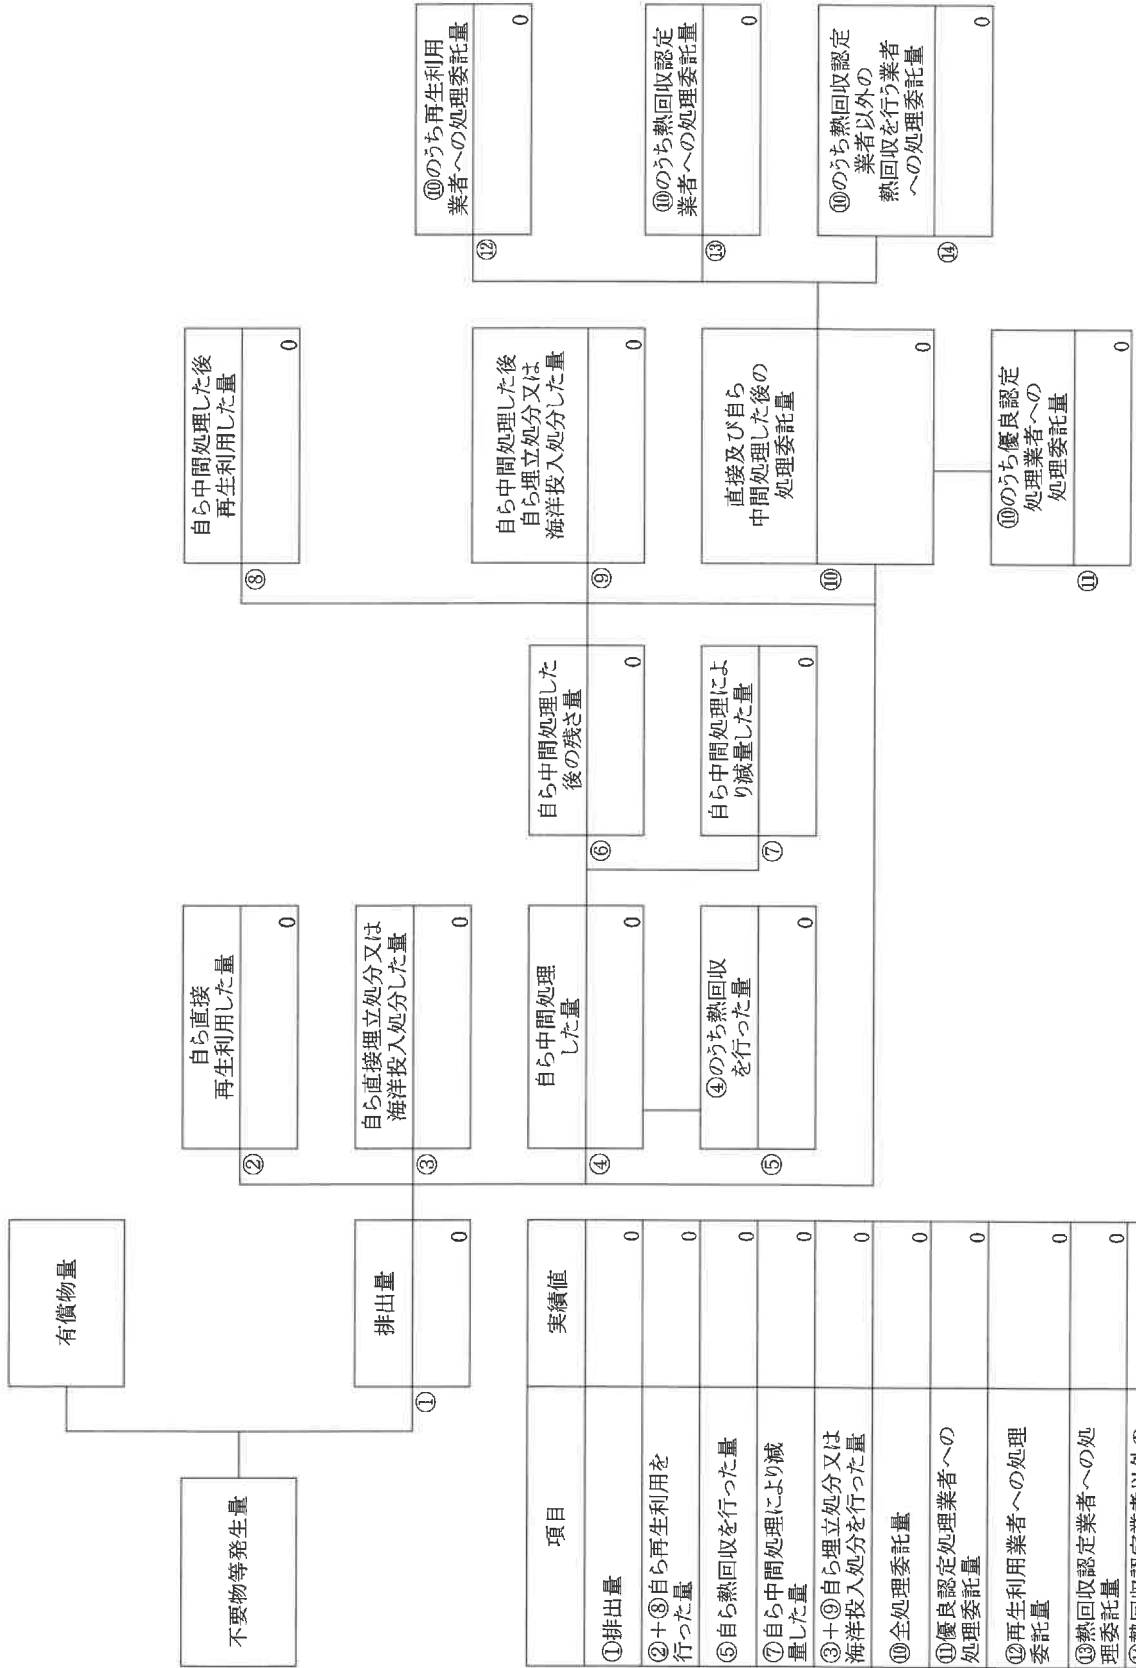 不要物等発生量
有償物量
①
排出量
0
②
自ら直接
再生利用した量
0
③
自ら直接埋立処分又は
海洋投入処分した量
0
④
自ら中間処理
した量
0
⑤
④のうち熱回収
を行った量
0
⑥
自ら中間処理した
後の残さ量
0
⑦
自ら中間処理によ
り減量した量
0
⑧
自ら中間処理した後
再生利用した量
0
⑨
自ら中間処理した後
自ら埋立処分又は
海洋投入処分した量
0
⑩
直接及び自ら
中間処理した後の
処理委託量
0
⑪
⑩のうち優良認定
処理業者への
処理委託量
0
⑫
⑩のうち再生利用
業者への処理委託量
0
⑬
⑩のうち熱回収認定
業者への処理委託量
0
⑭
⑩のうち熱回収認定
業者以外の
熱回収を行う業者
への処理委託量
0
項目 実績値
①排出量 0
②+⑧自ら再生利用を
行った量 0
⑤自ら熱回収を行った量 0
⑦自ら中間処理により減
量した量 0
③+⑨自ら埋立処分又は
海洋投入処分を行った量 0
⑩全処理委託量 0
⑪優良認定処理業者への
処理委託量 0
⑫再生利用業者への処理
委託量 0
⑬熱回収認定業者への処
理委託量 0